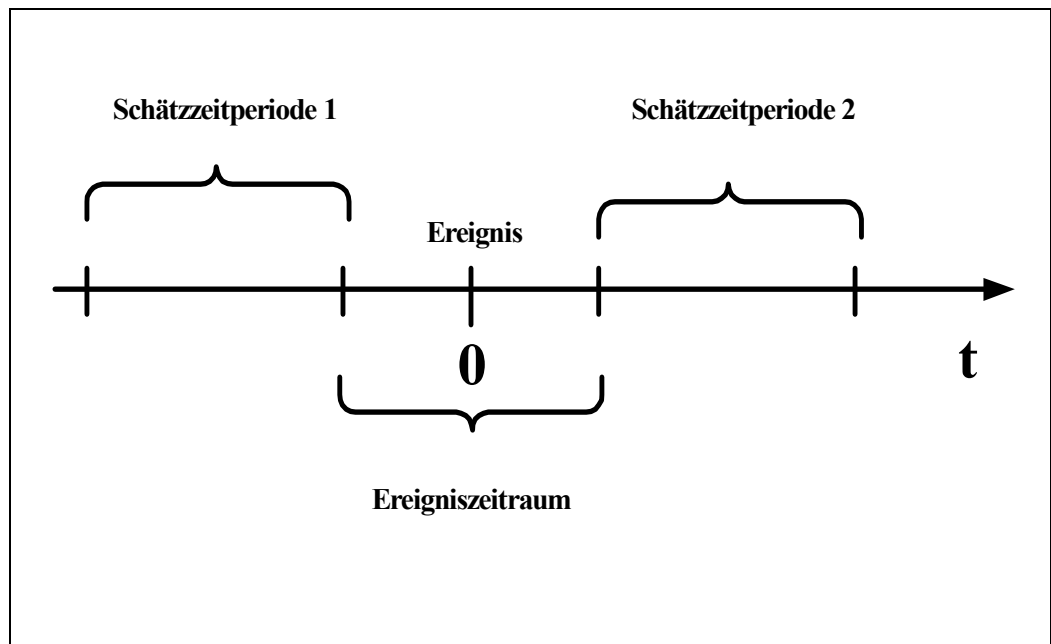 Schätzzeitperiode 1
Schätzzeitperiode 2
Ereignis
0
t
Ereigniszeitraum